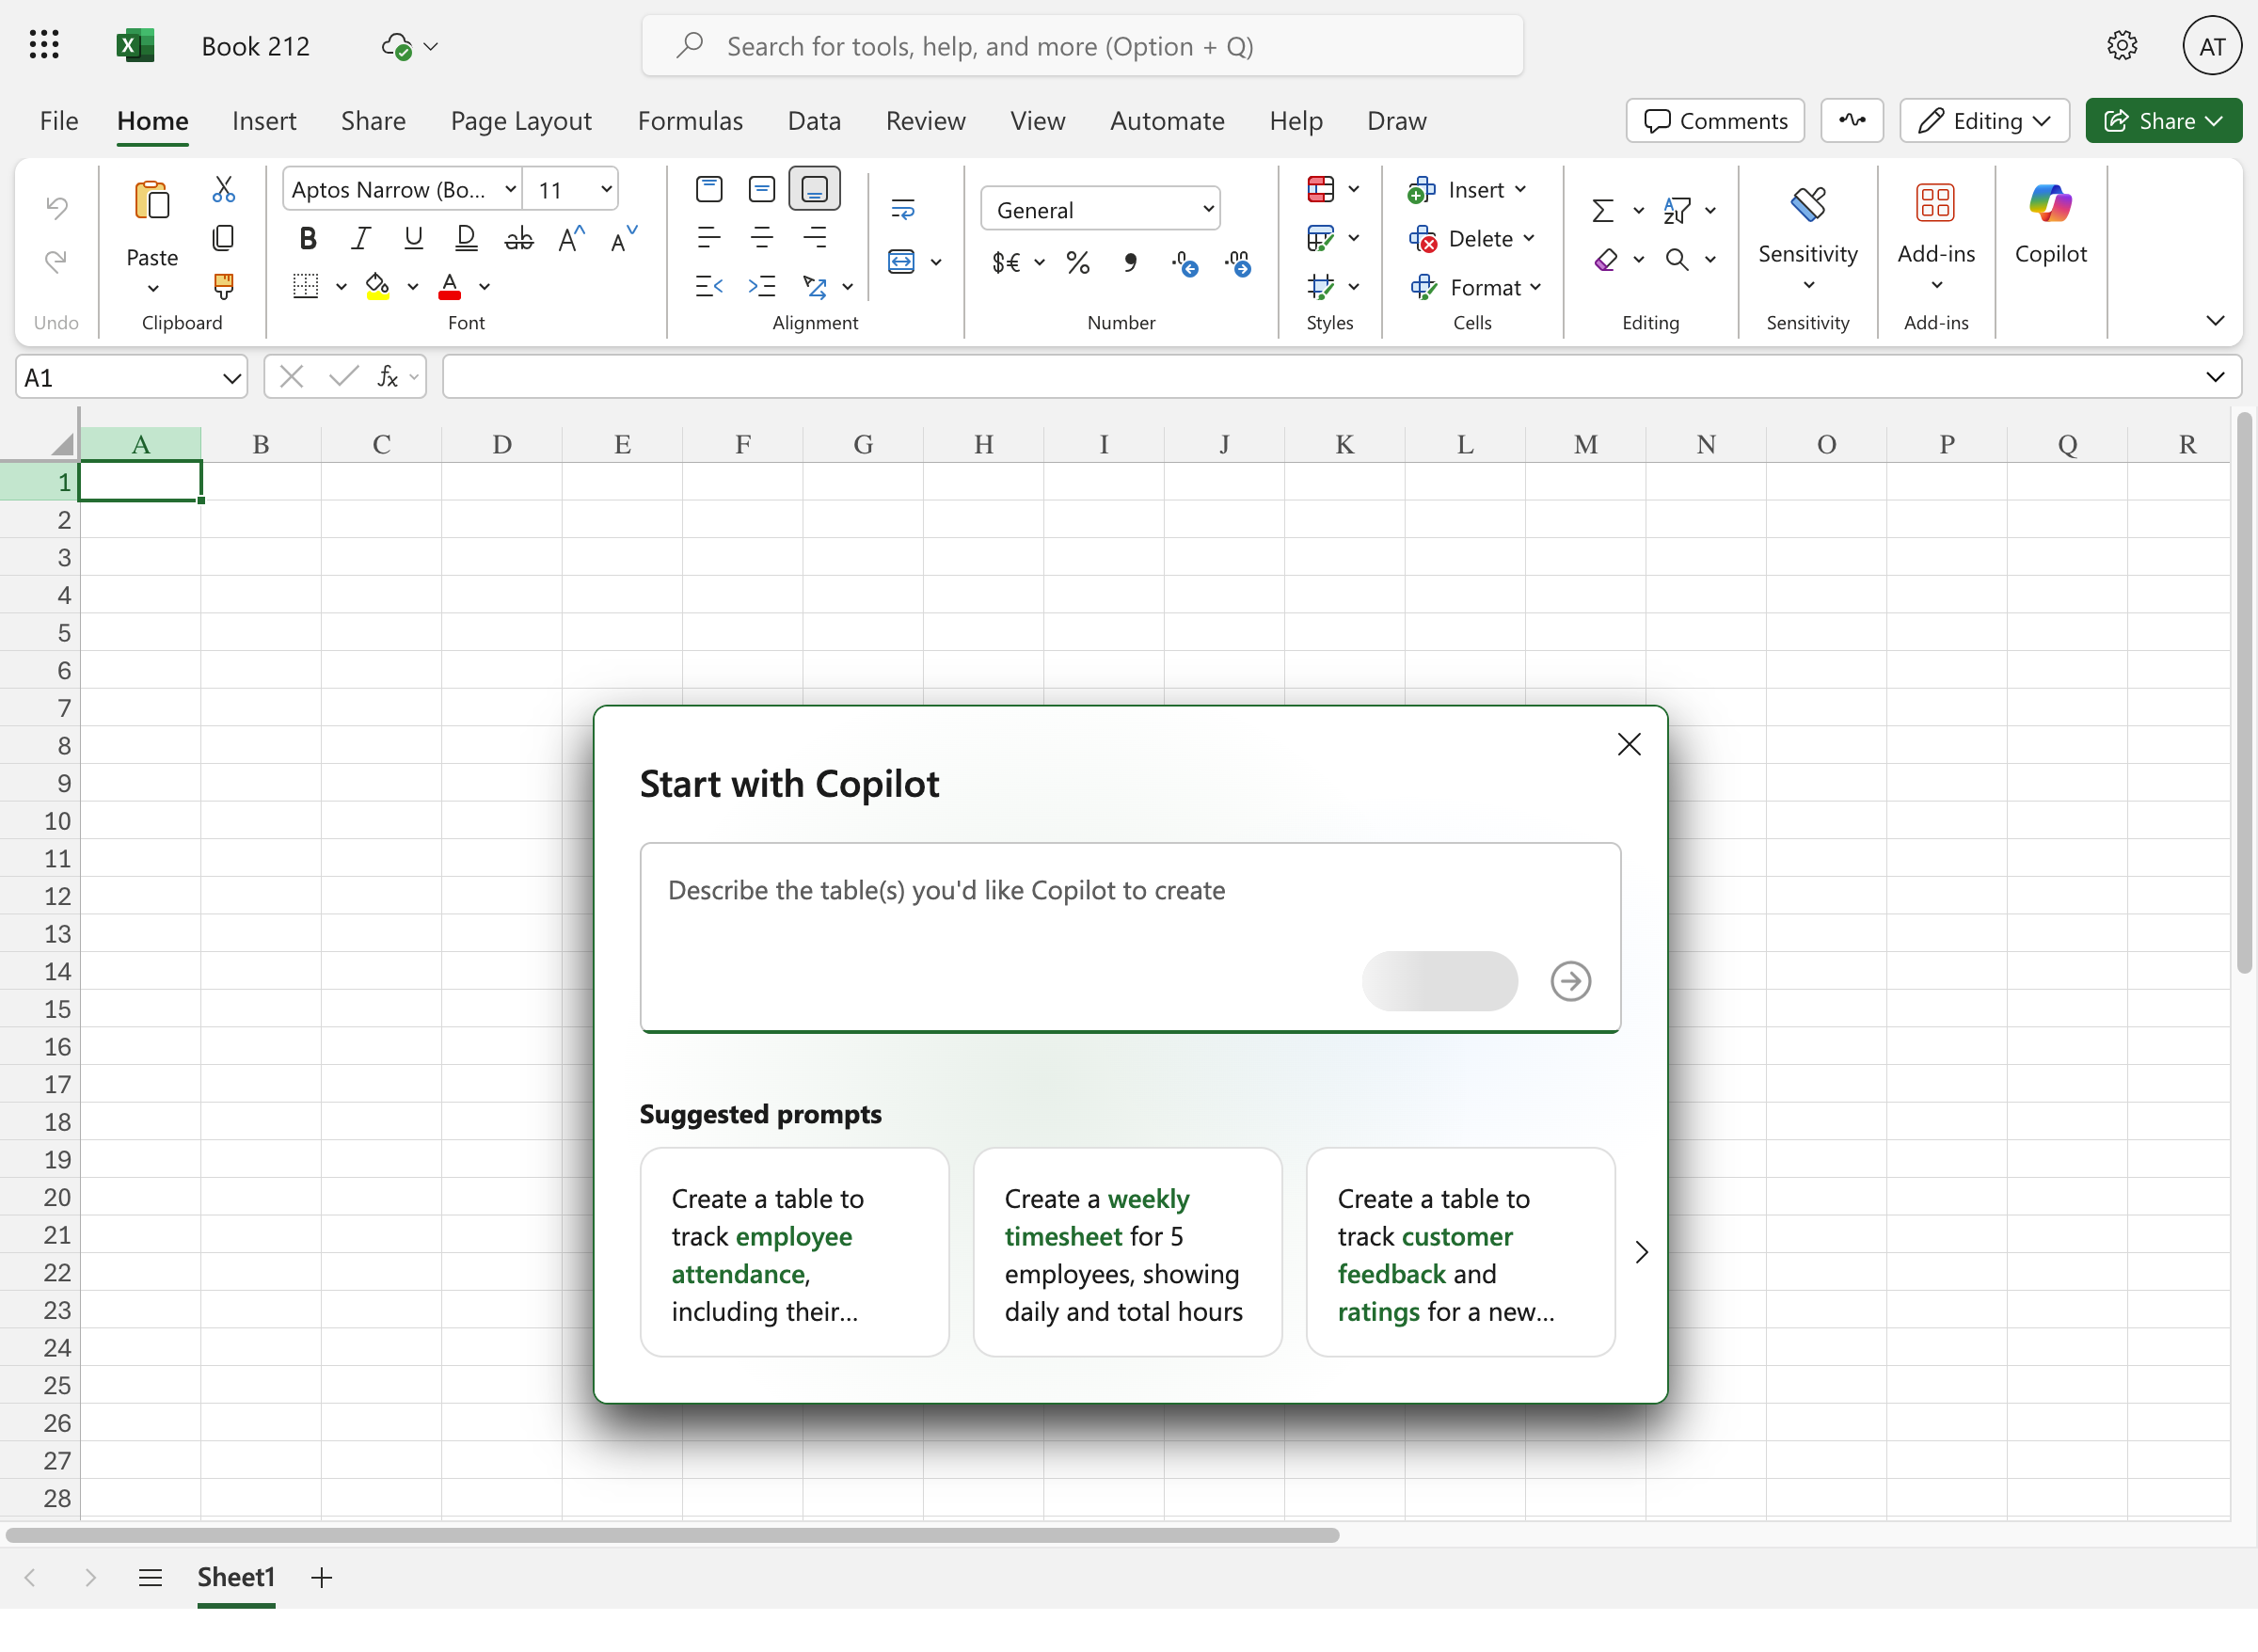 Book 212
Search for tools, help, and more (Option + Q)
AT
File Home Insert Share Page Layout Formulas Data Review View Automate Help Draw
Comments Editing Share
Aptos Narrow (Bo... 11
General
Insert
Delete
Format
Paste
Sensitivity Add-ins Copilot
Undo Clipboard Font Alignment Number Styles Cells Editing Sensitivity Add-ins
A1
A B C D E F G H I J K L M N O P Q R
1
2
3
4
5
6
7
8
9
10
11
12
13
14
15
16
17
18
19
20
21
22
23
24
25
26
27
28
Start with Copilot
Describe the table(s) you'd like Copilot to create
Suggested prompts
Create a table to
track employee
attendance,
including their...
Create a weekly
timesheet for 5
employees, showing
daily and total hours
Create a table to
track customer
feedback and
ratings for a new...
Sheet1